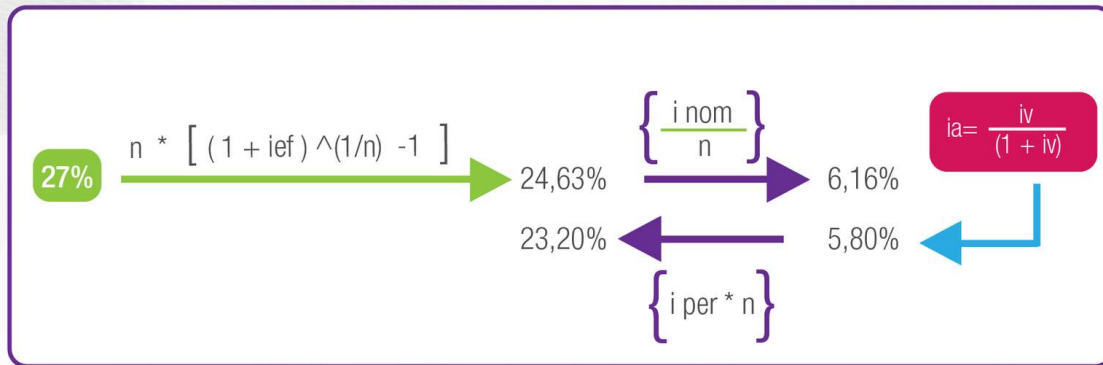 27%
n * [ ( 1 + ief ) ^(1/n) -1 ]
24,63%
{ i nom / n }
6,16%
ia= iv / (1 + iv)
23,20%
5,80%
{ i per * n }